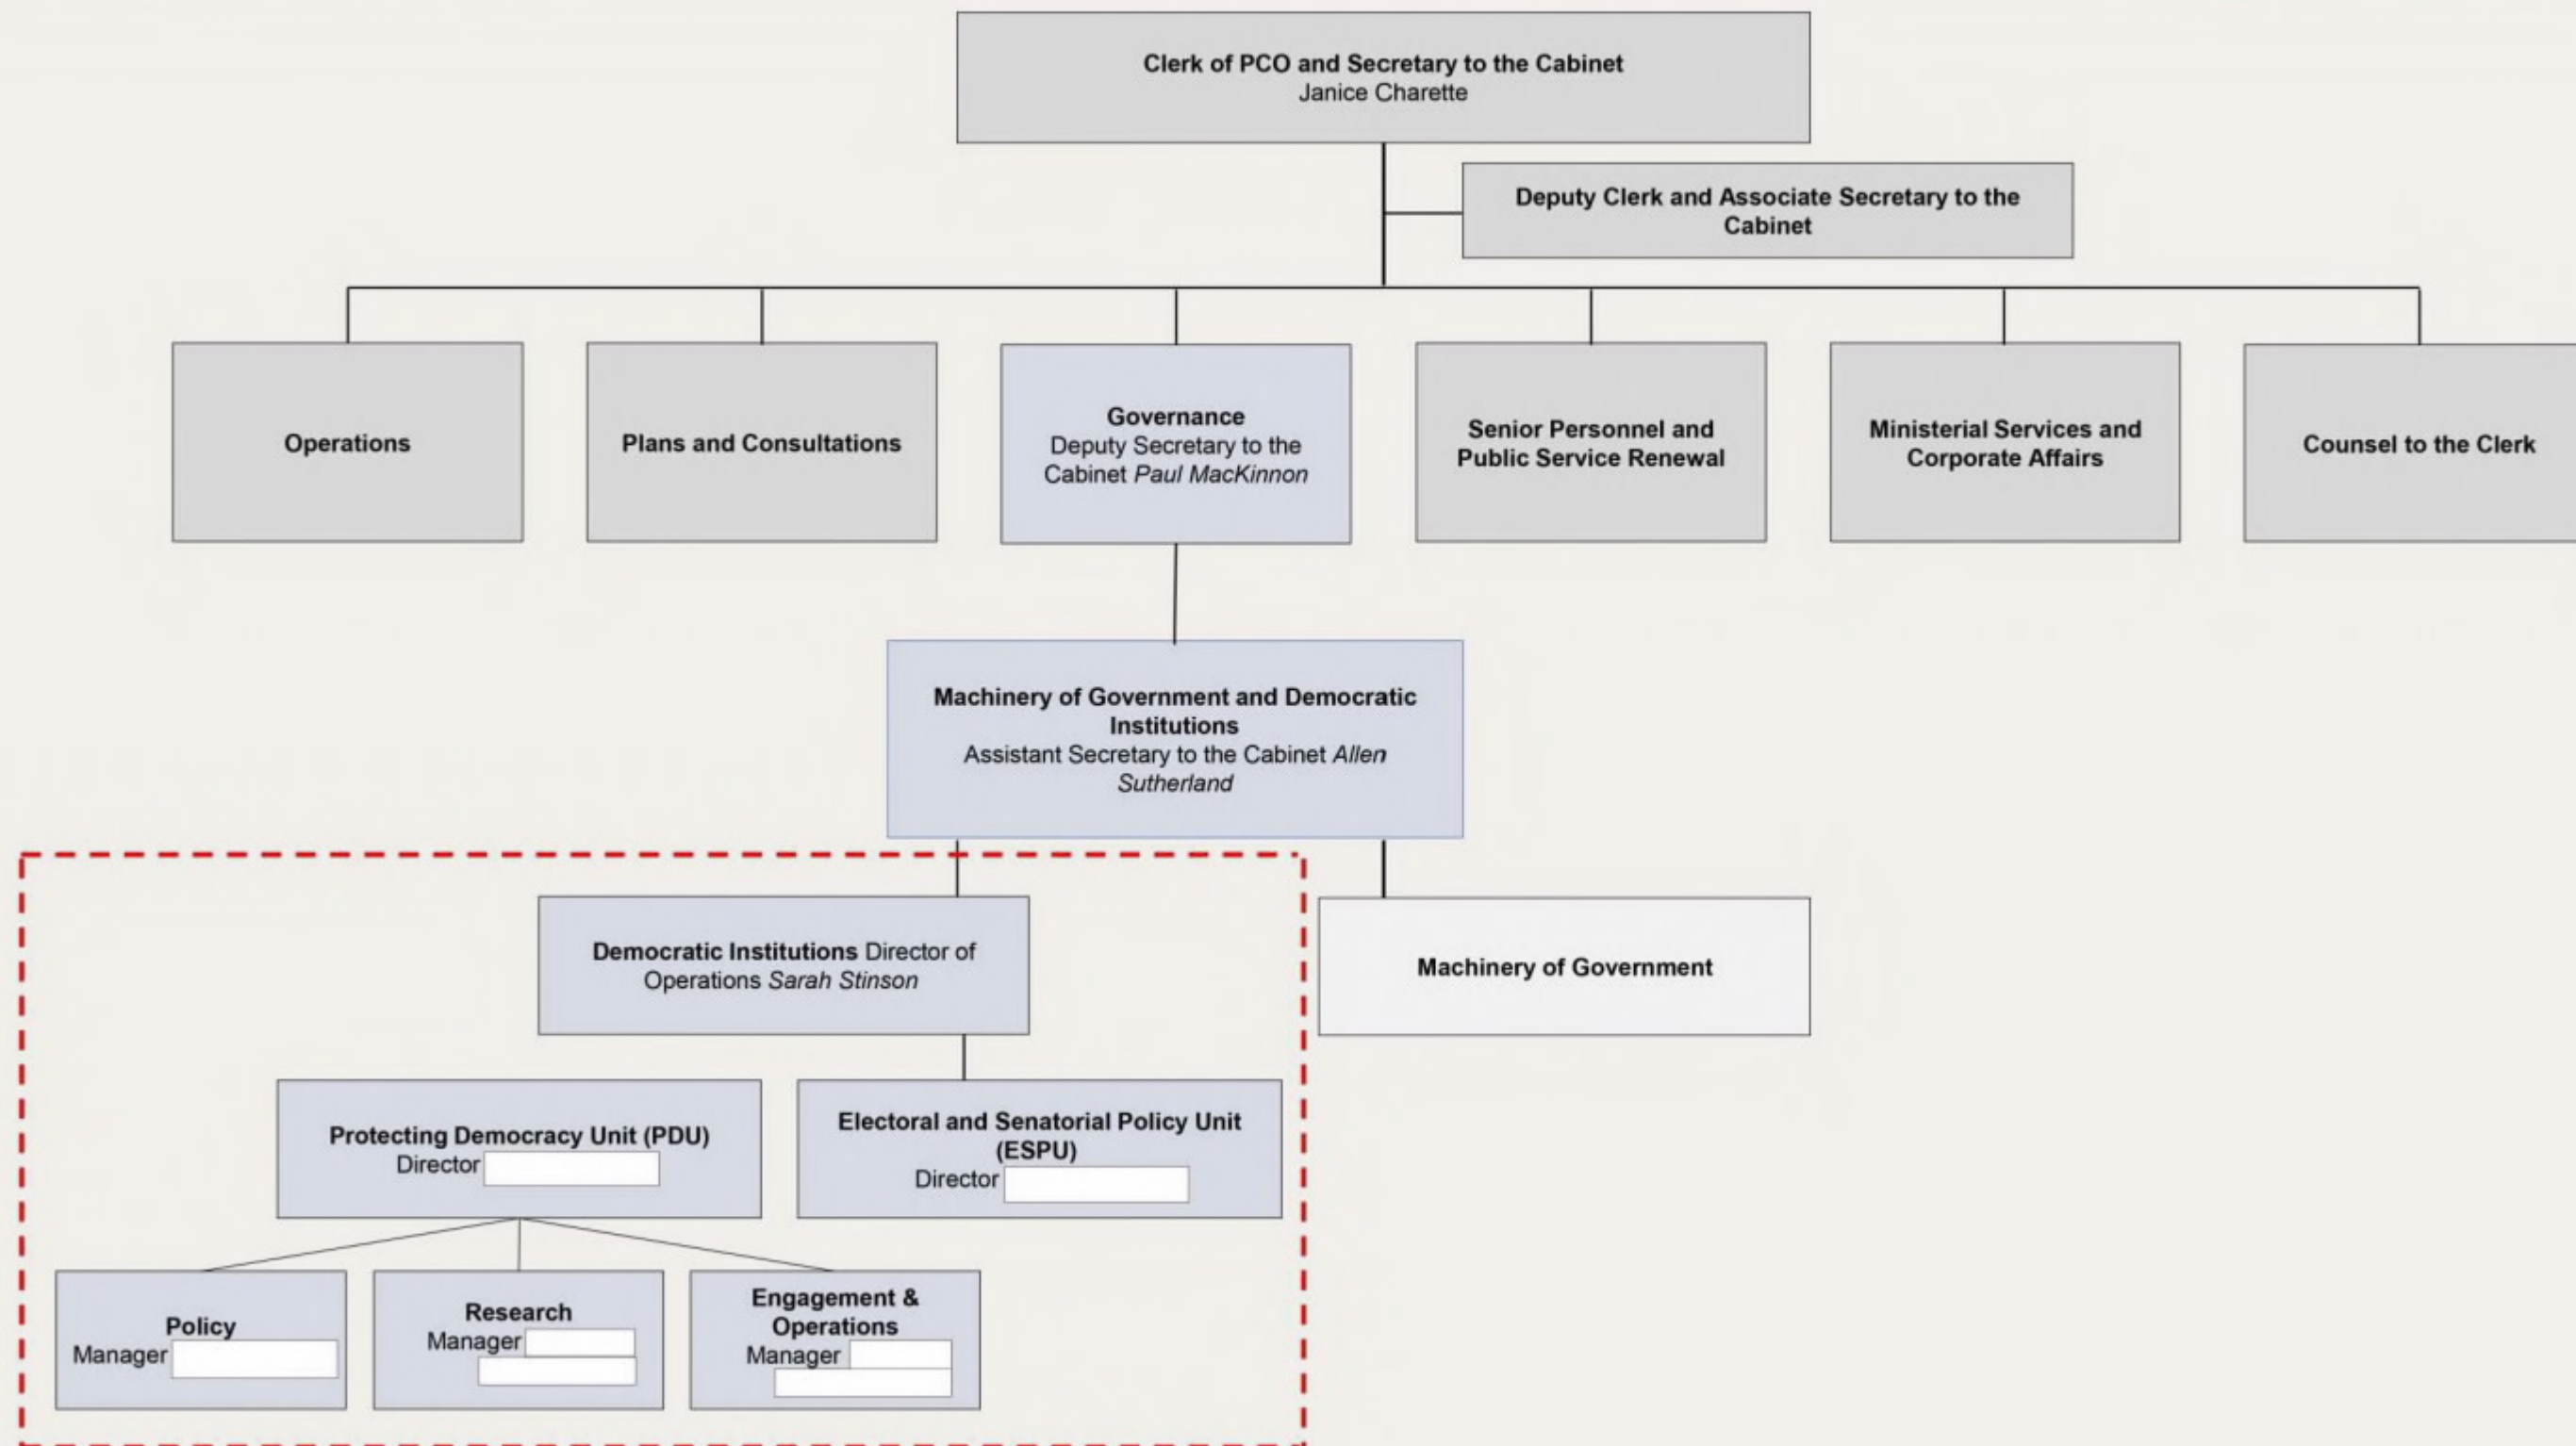 Clerk of PCO and Secretary to the Cabinet
Janice Charette
Deputy Clerk and Associate Secretary to the
Cabinet
Operations
Plans and Consultations
Governance
Deputy Secretary to the
Cabinet Paul MacKinnon
Senior Personnel and
Public Service Renewal
Ministerial Services and
Corporate Affairs
Counsel to the Clerk
Machinery of Government and Democratic
Institutions
Assistant Secretary to the Cabinet Allen
Sutherland
Democratic Institutions Director of
Operations Sarah Stinson
Machinery of Government
Protecting Democracy Unit (PDU)
Director
Electoral and Senatorial Policy Unit
(ESPU)
Director
Policy
Manager
Research
Manager
Engagement &
Operations
Manager